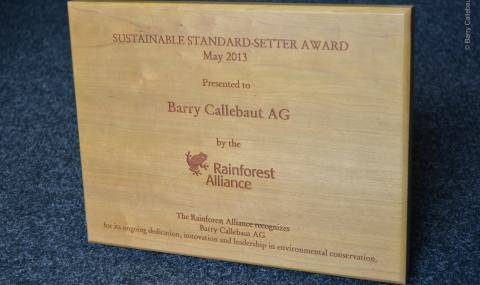 SUSTAINABLE STANDARD-SETTER AWARD
May 2013
Presented to
Barry Callebaut AG
by the
Rainforest
Alliance
The Rainforest Alliance recognizes
Barry Callebaut AG
for its ongoing dedication, innovation and leadership in environmental conservation.
© Barry